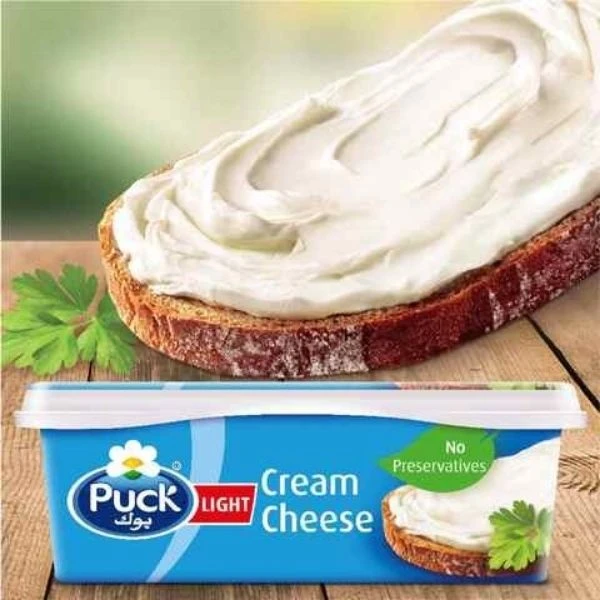 Puck
بوك
LIGHT
Cream
Cheese
No
Preservatives
®